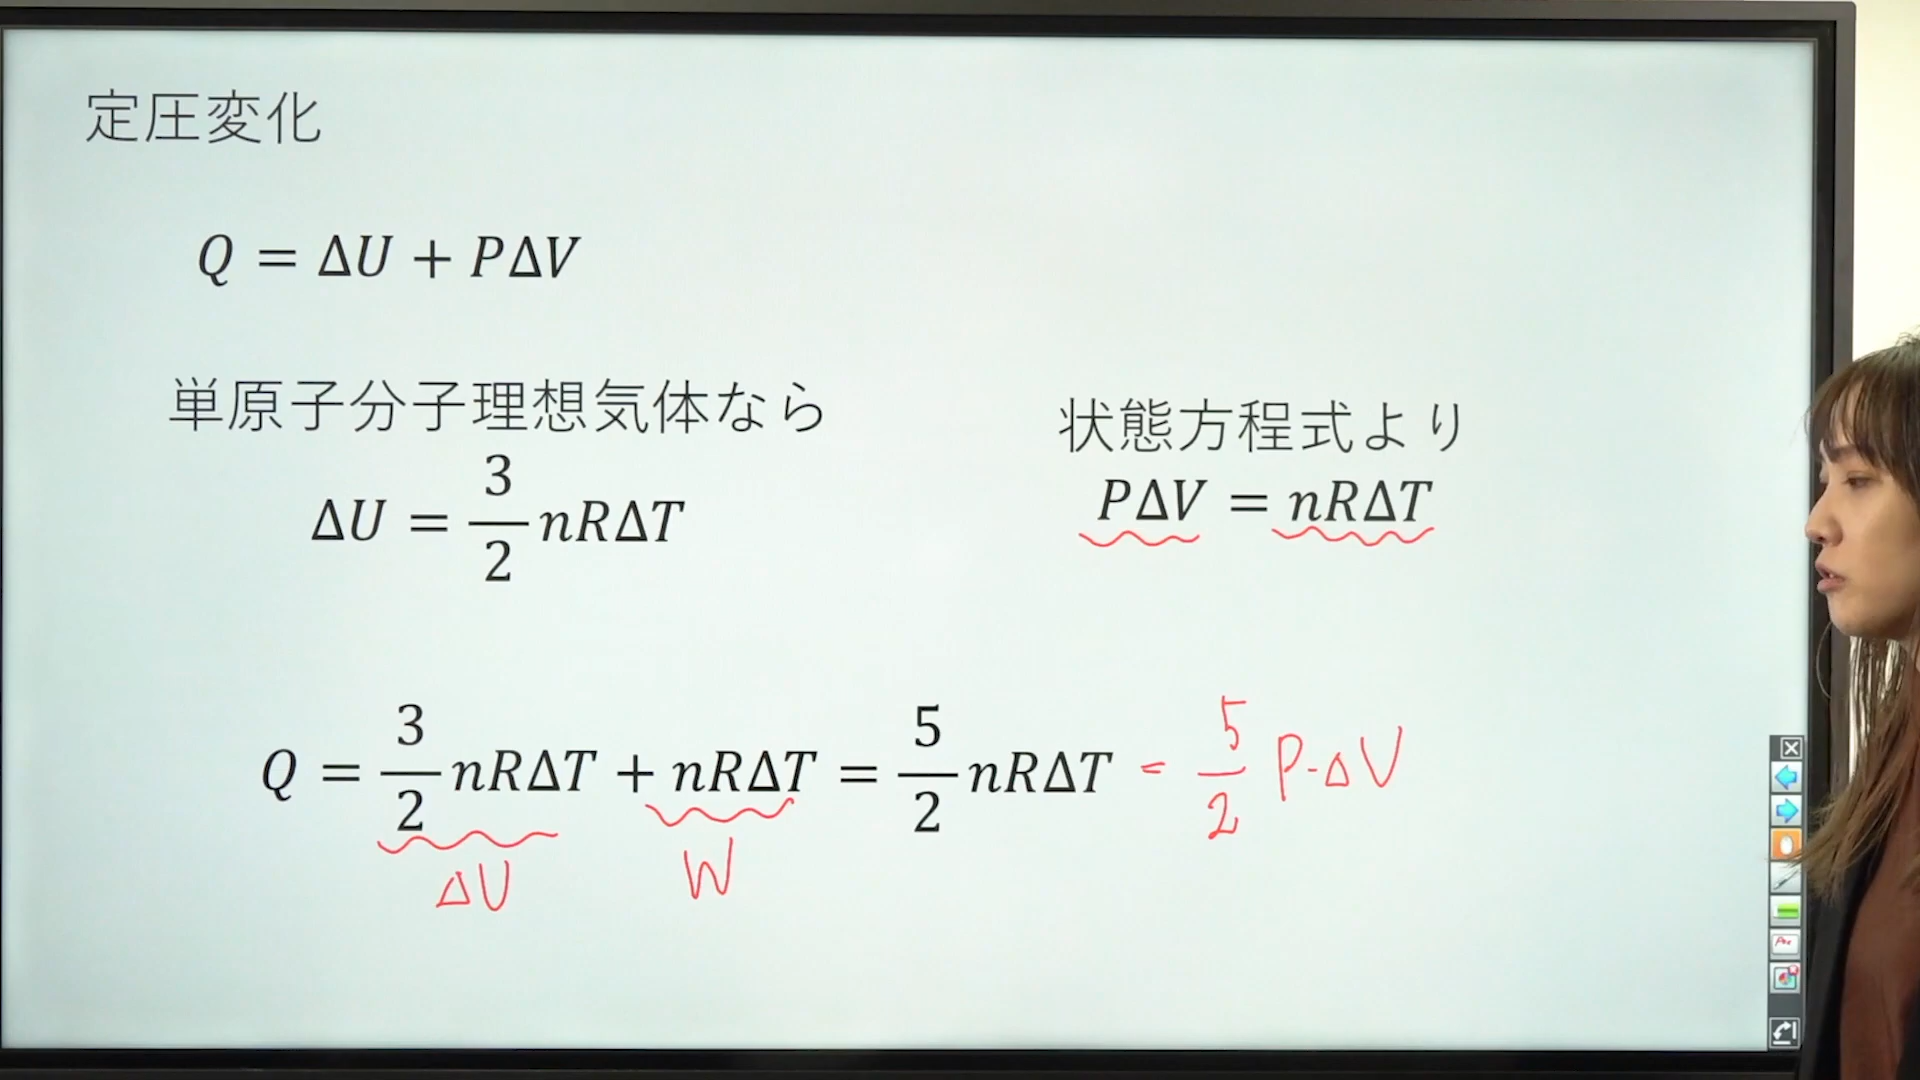 定圧変化
Q = ΔU + PΔV
単原子分子理想気体なら
ΔU = 3/2 nRΔT
状態方程式より
PΔV = nRΔT
Q = 3/2 nRΔT + nRΔT = 5/2 nRΔT = 5/2 P・ΔV
ΔU
W